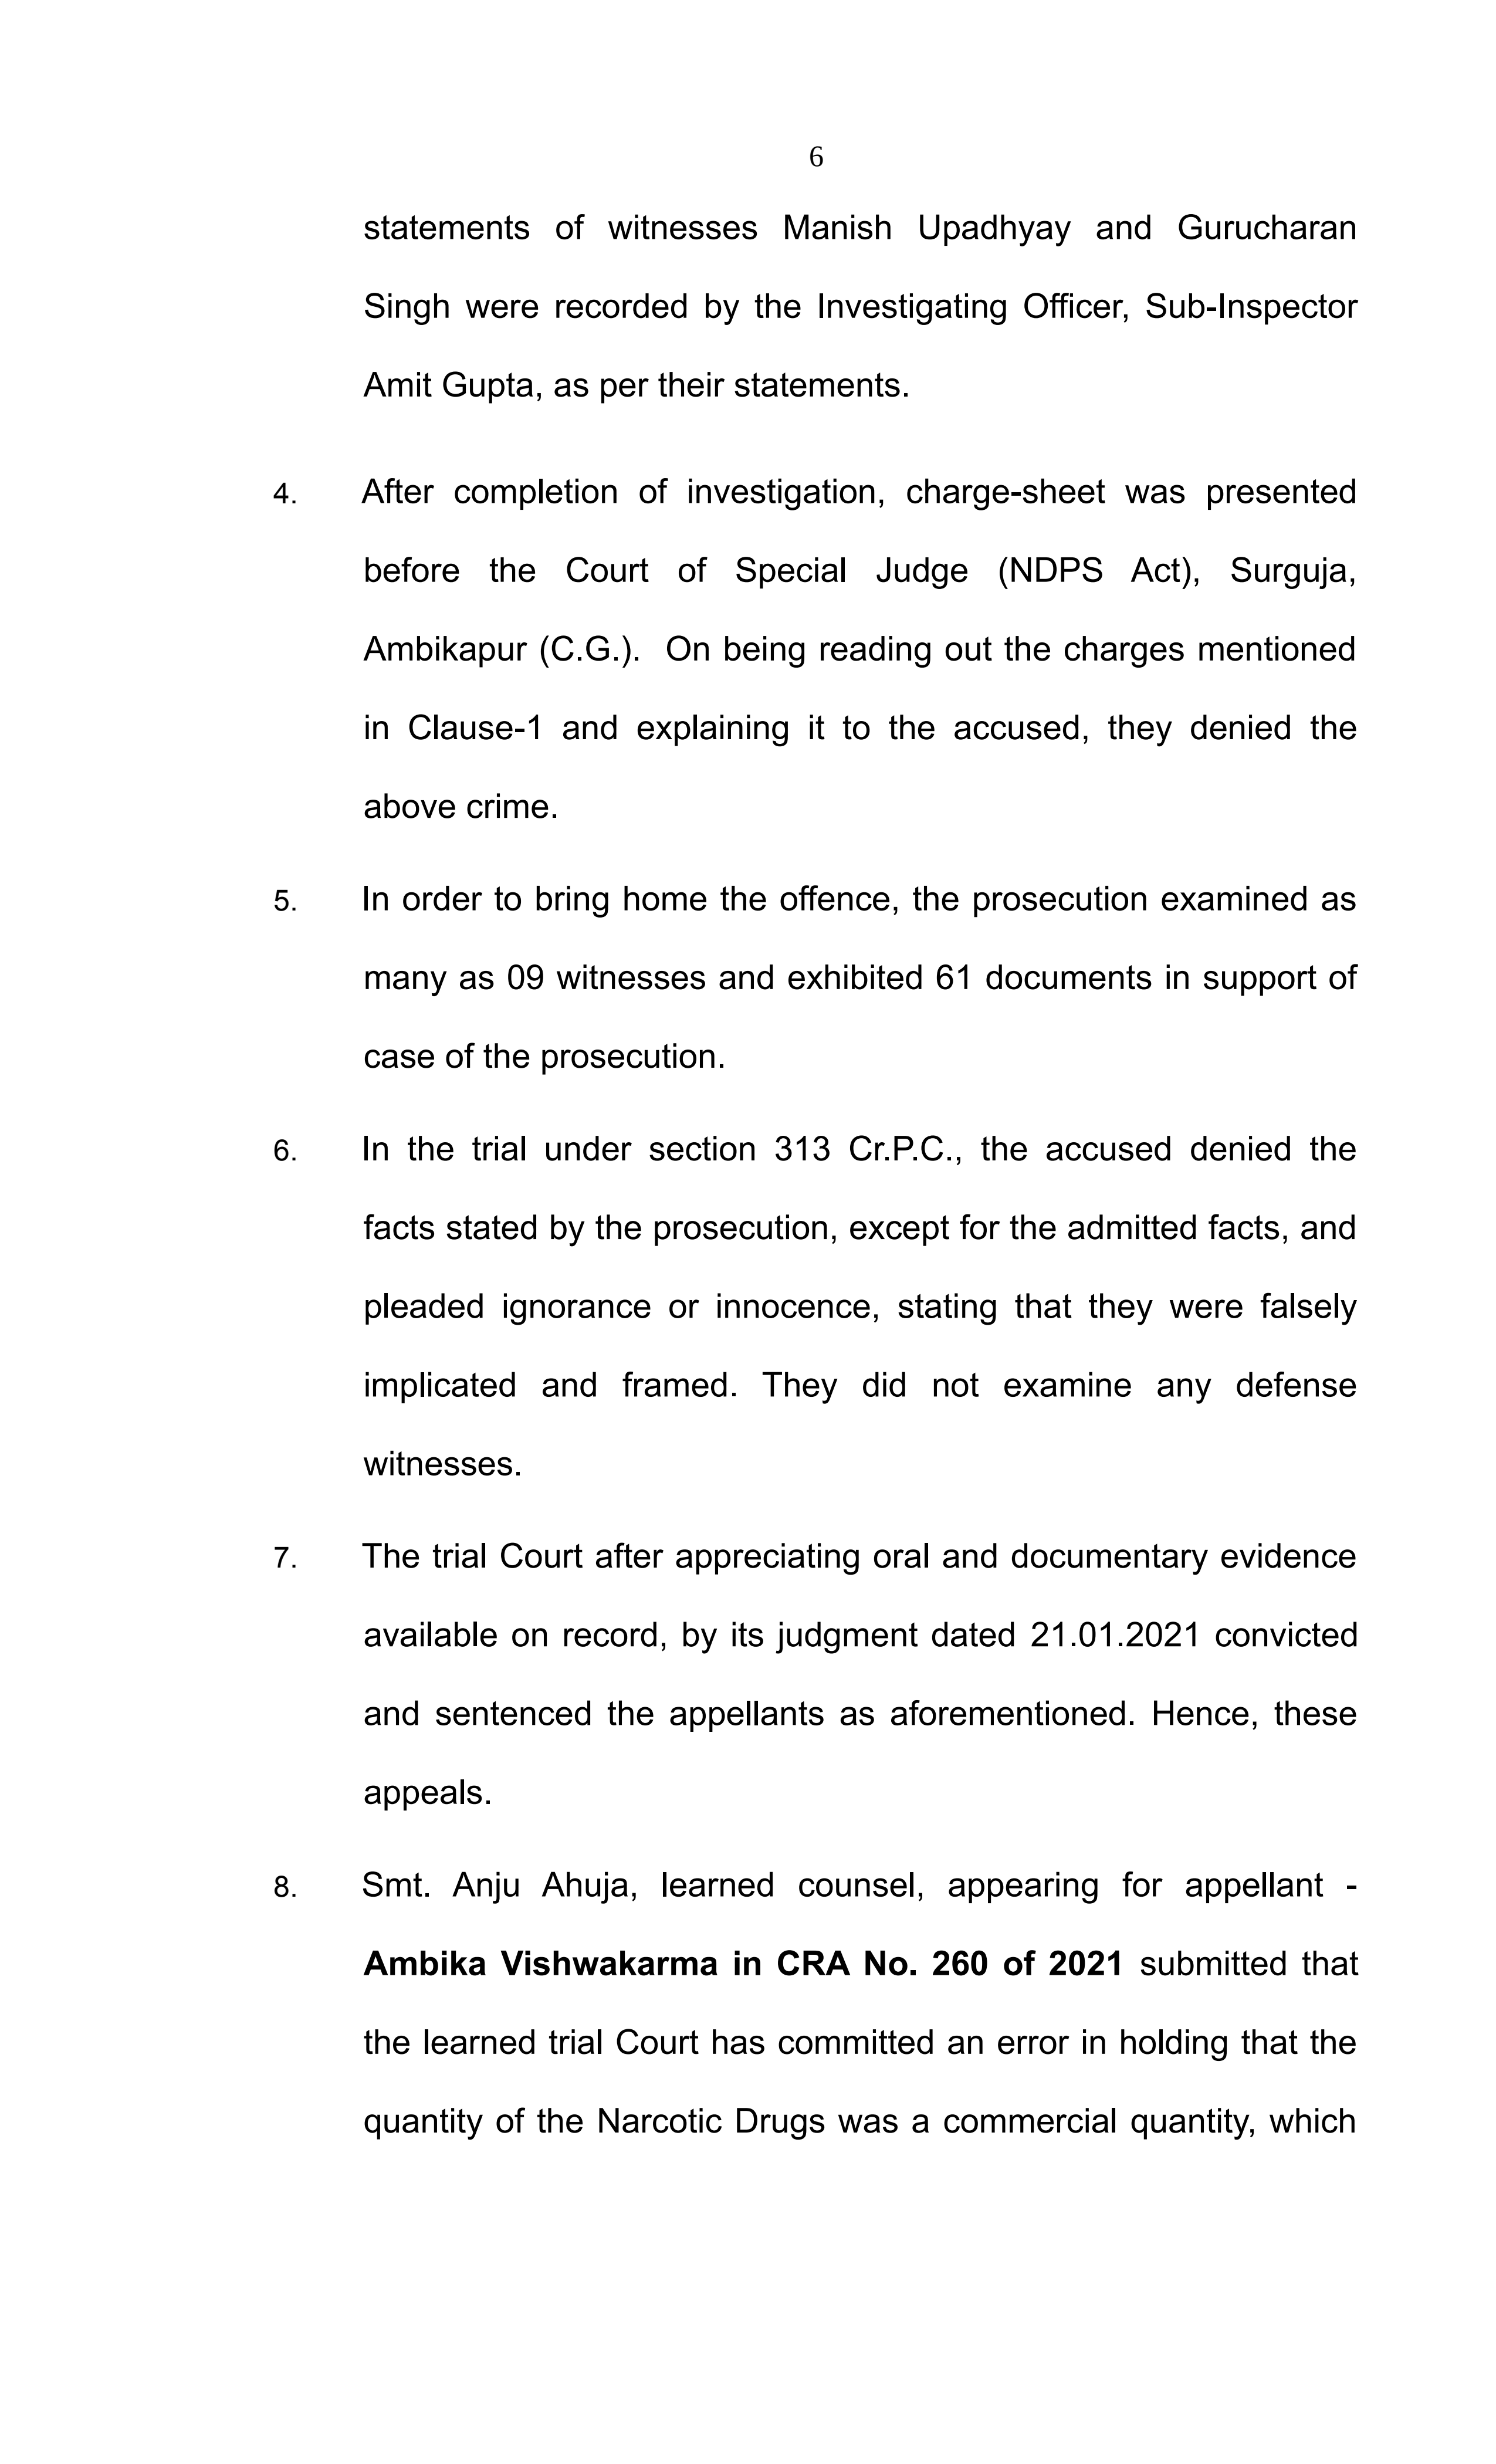 6
statements of witnesses Manish Upadhyay and Gurucharan
Singh were recorded by the Investigating Officer, Sub-Inspector
Amit Gupta, as per their statements.
4. After completion of investigation, charge-sheet was presented
before the Court of Special Judge (NDPS Act), Surguja,
Ambikapur (C.G.). On being reading out the charges mentioned
in Clause-1 and explaining it to the accused, they denied the
above crime.
5. In order to bring home the offence, the prosecution examined as
many as 09 witnesses and exhibited 61 documents in support of
case of the prosecution.
6. In the trial under section 313 Cr.P.C., the accused denied the
facts stated by the prosecution, except for the admitted facts, and
pleaded ignorance or innocence, stating that they were falsely
implicated and framed. They did not examine any defense
witnesses.
7. The trial Court after appreciating oral and documentary evidence
available on record, by its judgment dated 21.01.2021 convicted
and sentenced the appellants as aforementioned. Hence, these
appeals.
8. Smt. Anju Ahuja, learned counsel, appearing for appellant -
Ambika Vishwakarma in CRA No. 260 of 2021 submitted that
the learned trial Court has committed an error in holding that the
quantity of the Narcotic Drugs was a commercial quantity, which